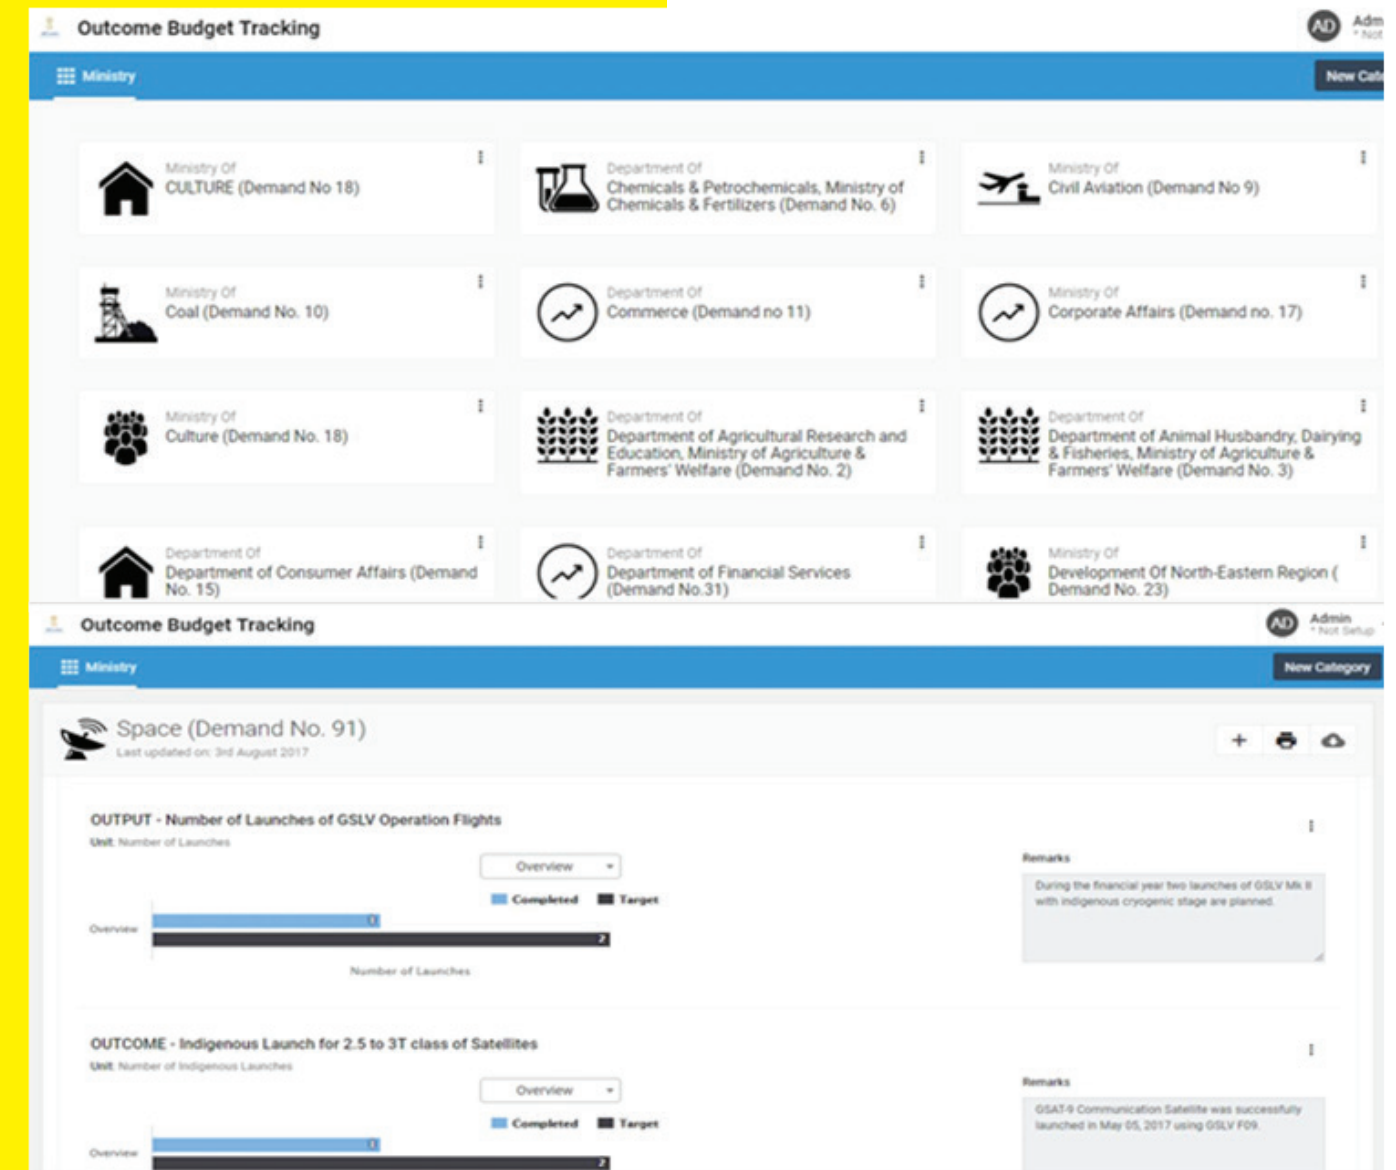 Outcome Budget Tracking
AD
Adm
* Not
Ministry
New Cate
Ministry Of
CULTURE (Demand No 18)
Department Of
Chemicals & Petrochemicals, Ministry of
Chemicals & Fertilizers (Demand No. 6)
Ministry Of
Civil Aviation (Demand No 9)
Ministry Of
Coal (Demand No. 10)
Department Of
Commerce (Demand no 11)
Ministry Of
Corporate Affairs (Demand no. 17)
Ministry Of
Culture (Demand No. 18)
Department Of
Department of Agricultural Research and
Education, Ministry of Agriculture &
Farmers' Welfare (Demand No. 2)
Department Of
Department of Animal Husbandry, Dairying
& Fisheries, Ministry of Agriculture &
Farmers' Welfare (Demand No. 3)
Department Of
Department of Consumer Affairs (Demand
No. 15)
Department Of
Department of Financial Services
(Demand No.31)
Ministry Of
Development Of North-Eastern Region (
Demand No. 23)
Outcome Budget Tracking
AD
Admin
* Not Setup
Ministry
New Category
Space (Demand No. 91)
Last updated on: 3rd August 2017
OUTPUT - Number of Launches of GSLV Operation Flights
Unit: Number of Launches
Overview
Completed Target
Overview
1
2
Number of Launches
Remarks
During the financial year two launches of GSLV Mk II
with indigenous cryogenic stage are planned.
OUTCOME - Indigenous Launch for 2.5 to 3T class of Satellites
Unit: Number of Indigenous Launches
Overview
Completed Target
Overview
1
2
Remarks
GSAT-9 Communication Satellite was successfully
launched in May 05, 2017 using GSLV F09.